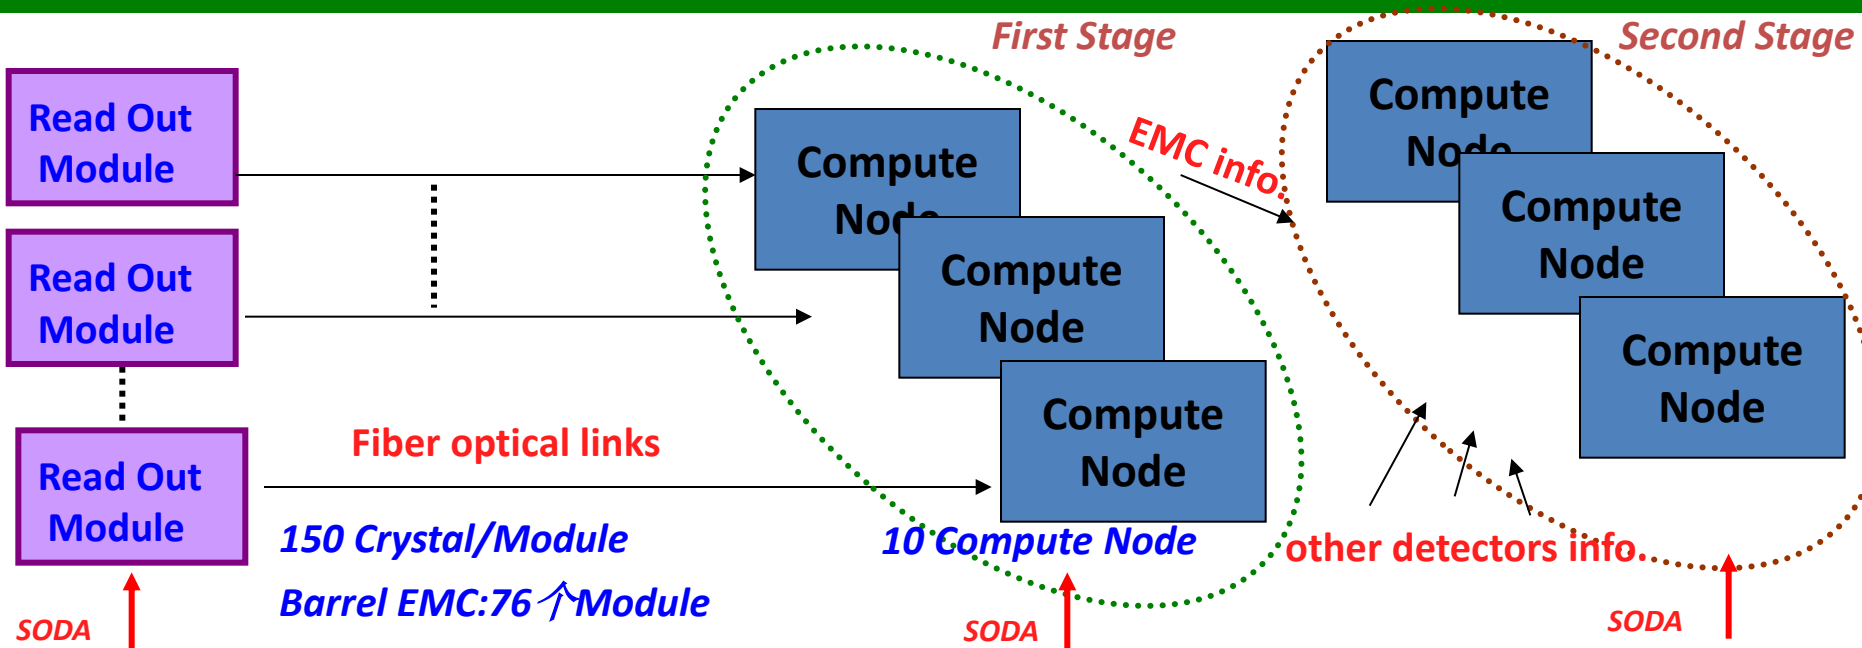 First Stage
Second Stage
Read Out
Module
Read Out
Module
Read Out
Module
Fiber optical links
150 Crystal/Module
Barrel EMC:76个Module
SODA
Compute
Node
Compute
Node
Compute
Node
10 Compute Node
SODA
EMC info.
Compute
Node
Compute
Node
Compute
Node
other detectors info.
SODA